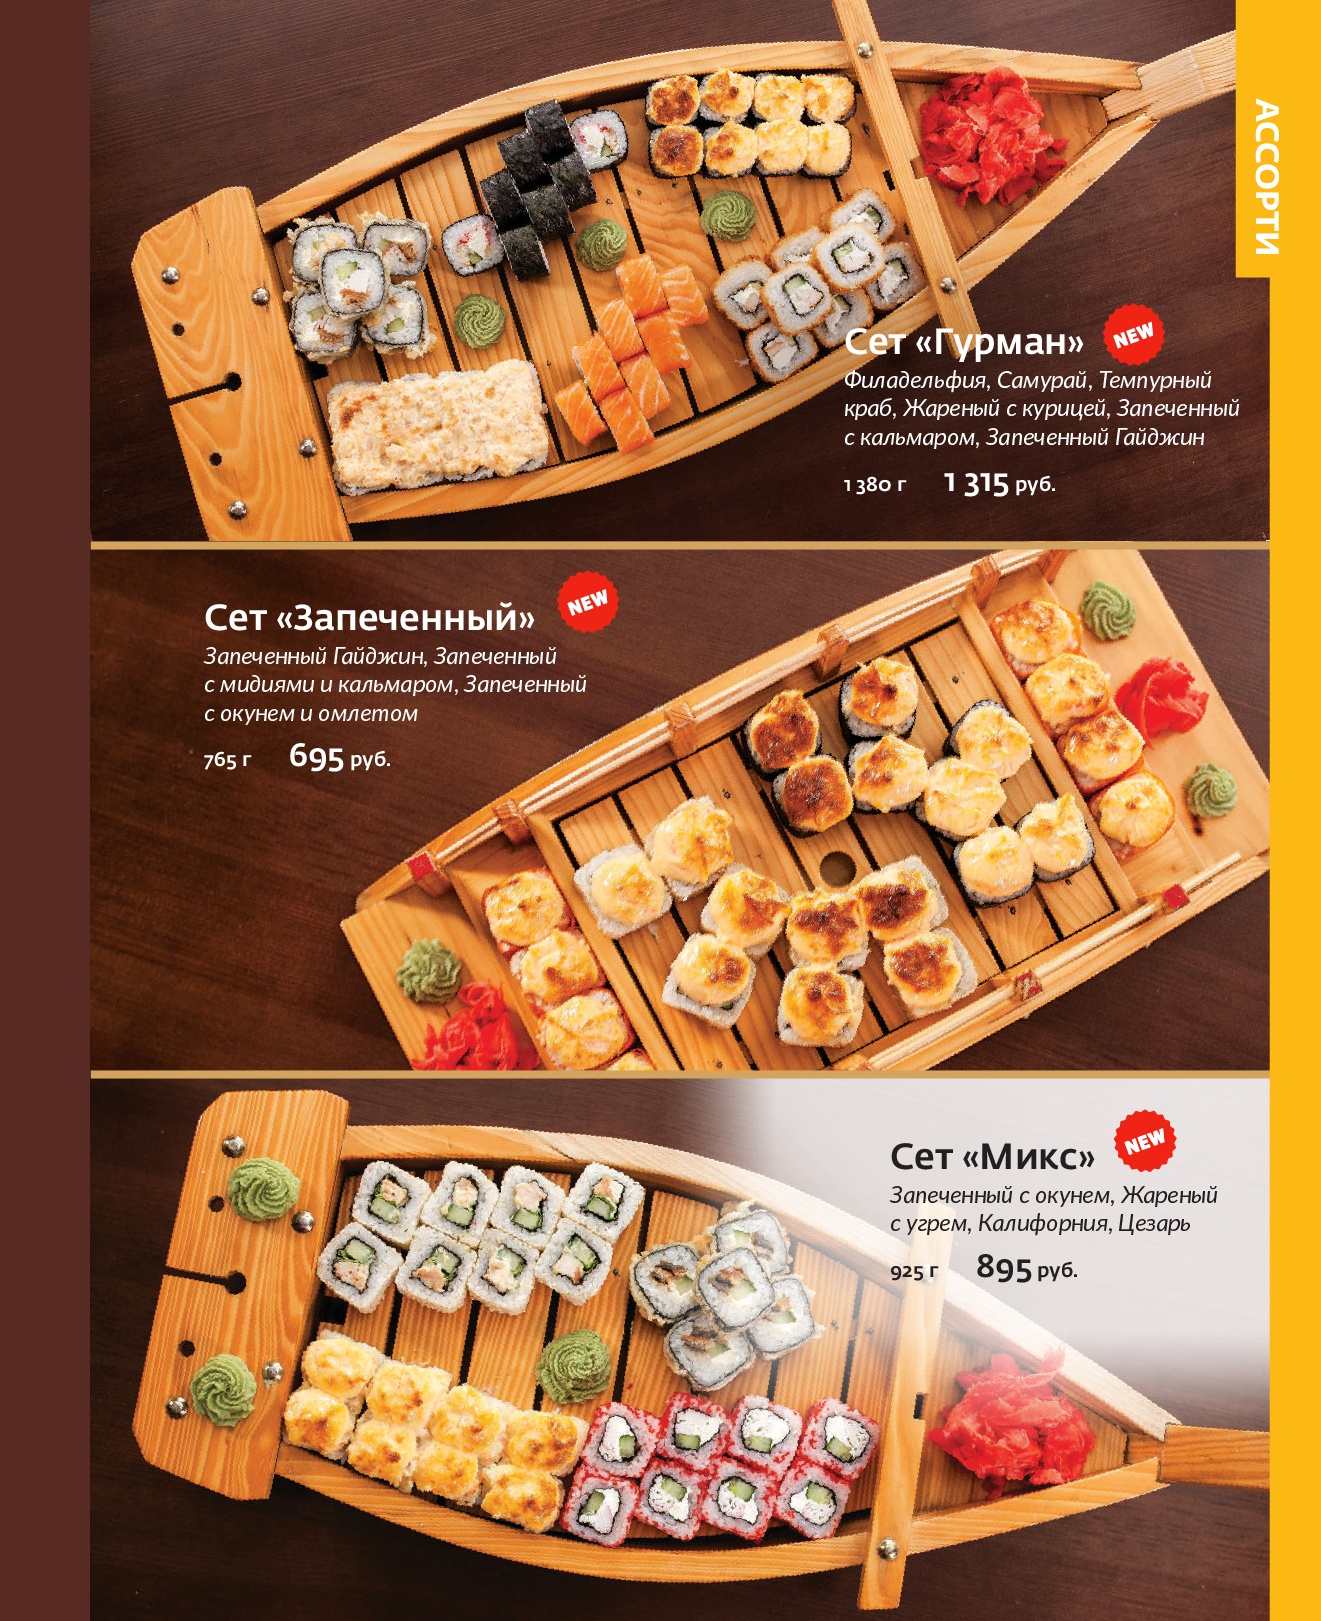 АССОРТИ
Сет «Гурман»
NEW
Филадельфия, Самурай, Темпурный
краб, Жареный с курицей, Запеченный
с кальмаром, Запеченный Гайджин
1 380 г 1 315 руб.
Сет «Запеченный»
NEW
Запеченный Гайджин, Запеченный
с мидиями и кальмаром, Запеченный
с окунем и омлетом
765 г 695 руб.
Сет «Микс»
NEW
Запеченный с окунем, Жареный
с угрем, Калифорния, Цезарь
925 г 895 руб.